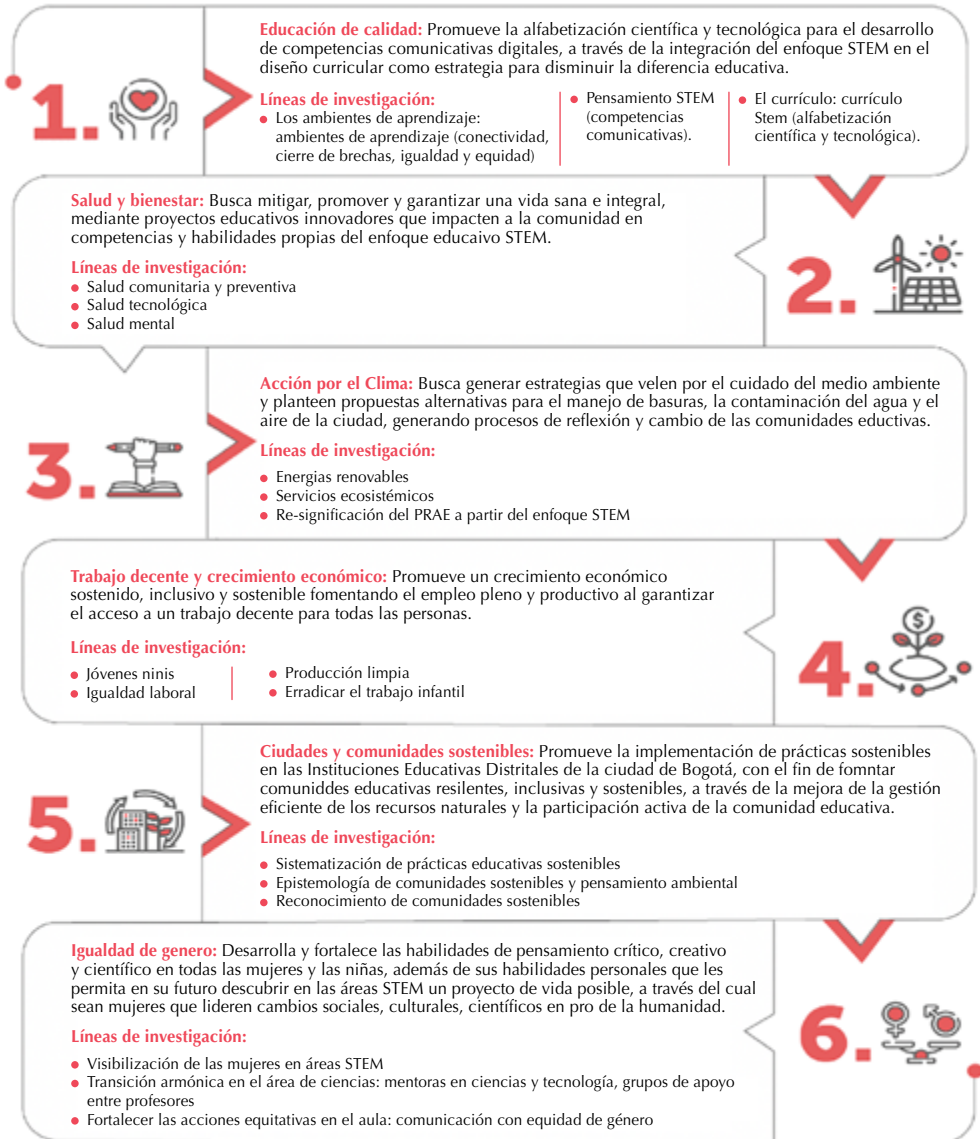 1.
Educación de calidad: Promueve la alfabetización científica y tecnológica para el desarrollo
de competencias comunicativas digitales, a través de la integración del enfoque STEM en el
diseño curricular como estrategia para disminuir la diferencia educativa.
Líneas de investigación:
• Los ambientes de aprendizaje:
ambientes de aprendizaje (conectividad,
cierre de brechas, igualdad y equidad)
• Pensamiento STEM
(competencias
comunicativas).
• El currículo: currículo
Stem (alfabetización
científica y tecnológica).
2.
Salud y bienestar: Busca mitigar, promover y garantizar una vida sana e integral,
mediante proyectos educativos innovadores que impacten a la comunidad en
competencias y habilidades propias del enfoque educaivo STEM.
Líneas de investigación:
• Salud comunitaria y preventiva
• Salud tecnológica
• Salud mental
3.
Acción por el Clima: Busca generar estrategias que velen por el cuidado del medio ambiente
y planteen propuestas alternativas para el manejo de basuras, la contaminación del agua y el
aire de la ciudad, generando procesos de reflexión y cambio de las comunidades eductivas.
Líneas de investigación:
• Energias renovables
• Servicios ecosistémicos
• Re-significación del PRAE a partir del enfoque STEM
4.
Trabajo decente y crecimiento económico: Promueve un crecimiento económico
sostenido, inclusivo y sostenible fomentando el empleo pleno y productivo al garantizar
el acceso a un trabajo decente para todas las personas.
Líneas de investigación:
• Jóvenes ninis
• Igualdad laboral
• Producción limpia
• Erradicar el trabajo infantil
$
5.
Ciudades y comunidades sostenibles: Promueve la implementación de prácticas sostenibles
en las Instituciones Educativas Distritales de la ciudad de Bogotá, con el fin de fomntar
comuniddes educativas resilentes, inclusivas y sostenibles, a través de la mejora de la gestión
eficiente de los recursos naturales y la participación activa de la comunidad educativa.
Líneas de investigación:
• Sistematización de prácticas educativas sostenibles
• Epistemología de comunidades sostenibles y pensamiento ambiental
• Reconocimiento de comunidades sostenibles
6.
Igualdad de genero: Desarrolla y fortalece las habilidades de pensamiento crítico, creativo
y científico en todas las mujeres y las niñas, además de sus habilidades personales que les
permita en su futuro descubrir en las áreas STEM un proyecto de vida posible, a través del cual
sean mujeres que lideren cambios sociales, culturales, científicos en pro de la humanidad.
Líneas de investigación:
• Visibilización de las mujeres en áreas STEM
• Transición armónica en el área de ciencias: mentoras en ciencias y tecnología, grupos de apoyo
entre profesores
• Fortalecer las acciones equitativas en el aula: comunicación con equidad de género